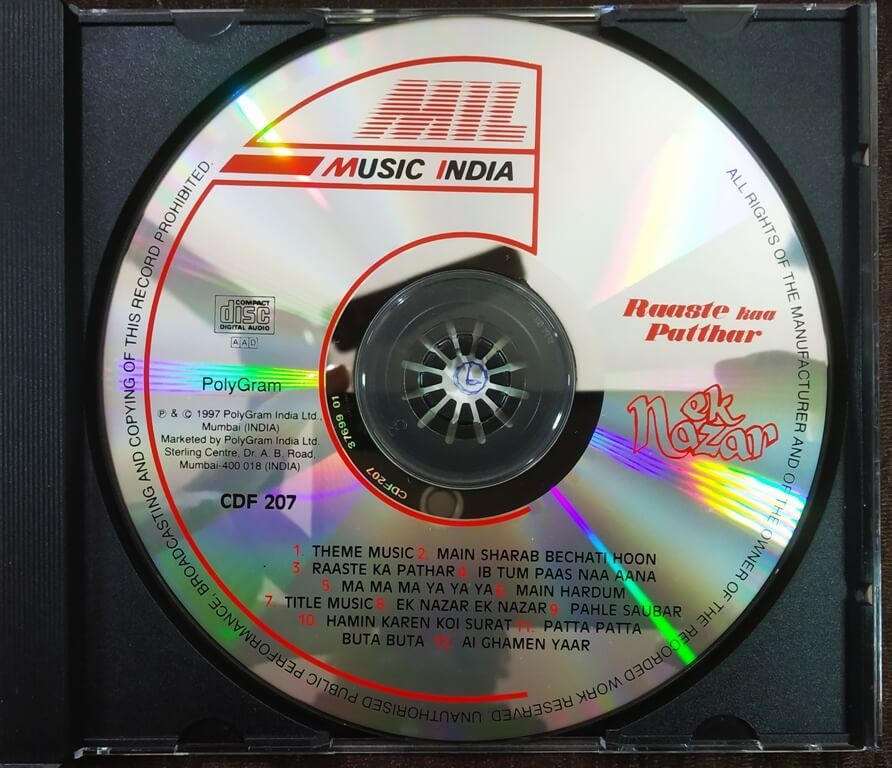 MIL
MUSIC INDIA
ALL RIGHTS OF THE MANUFACTURER AND OF THE OWNER OF THE RECORDED WORK RESERVED. UNAUTHORISED PUBLIC PERFORMANCE, BROADCASTING AND COPYING OF THIS RECORD PROHIBITED.
COMPACT
disc
DIGITAL AUDIO
AAD
Raaste kaa
Patthar
PolyGram
ek
Nazar
℗ & © 1997 PolyGram India Ltd.,
Mumbai (INDIA)
Marketed by PolyGram India Ltd.
Sterling Centre, Dr. A. B. Road,
Mumbai-400 018 (INDIA)
CDF 207
37699 01
CDF207
L
1. THEME MUSIC 2. MAIN SHARAB BECHATI HOON
3. RAASTE KA PATHAR 4. IB TUM PAAS NAA AANA
5. MA MA MA YA YA YA 6. MAIN HARDUM
7. TITLE MUSIC 8. EK NAZAR EK NAZAR 9. PAHLE SAUBAR
10. HAMIN KAREN KOI SURAT 11. PATTA PATTA
BUTA BUTA 12. AI GHAMEN YAAR